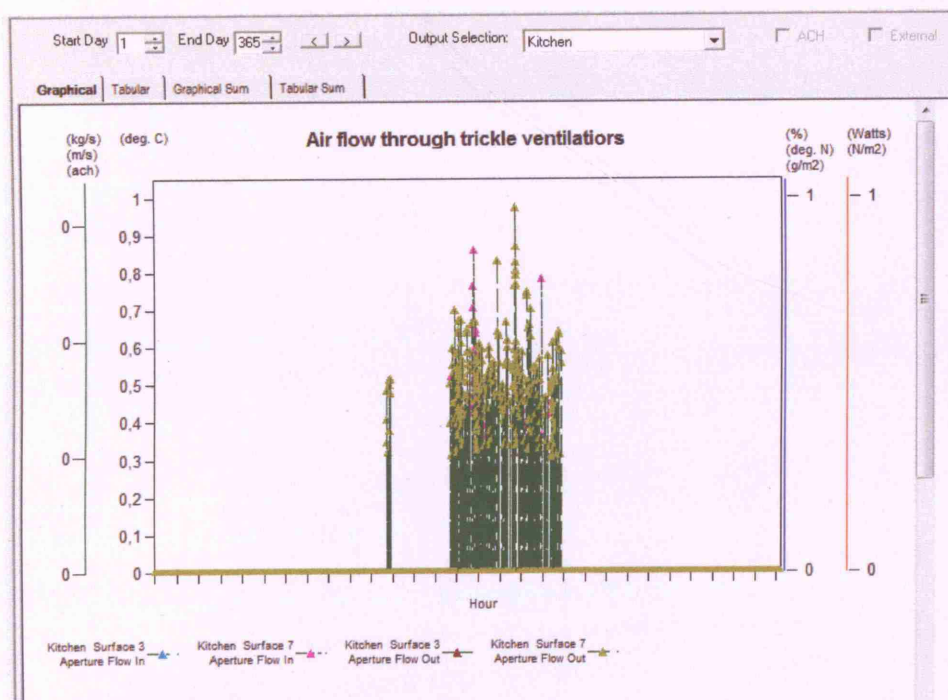 Start Day 1 End Day 365 < > Output Selection: Kitchen ACH External
Graphical Tabular Graphical Sum Tabular Sum
Air flow through trickle ventilatiors
(kg/s) (deg. C) (%) (Watts)
(m/s) (deg. N) (N/m2)
(ach) (g/m2)
1 1 1
0
0,9
0,8
0,7
0,6
0
0,5
0,4
0,3
0
0,2
0,1
0 0 0 0
Hour
Kitchen Surface 3 Kitchen Surface 7 Kitchen Surface 3 Kitchen Surface 7
Aperture Flow In Aperture Flow In Aperture Flow Out Aperture Flow Out